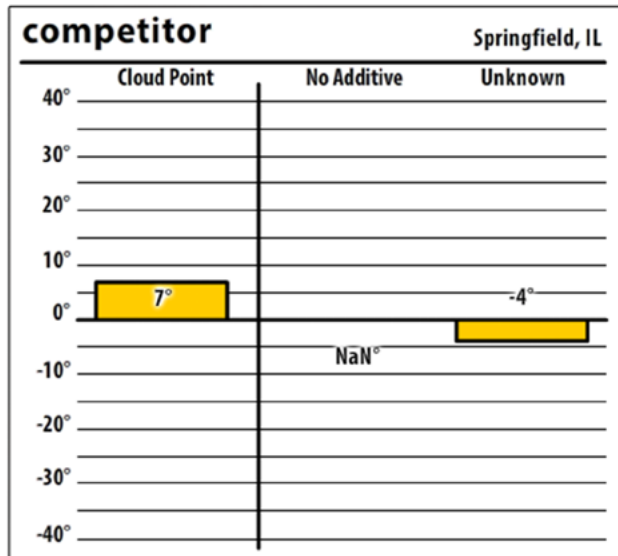 competitor
Springfield, IL
Cloud Point No Additive Unknown
40°
30°
20°
10°
7°
-4°
0°
NaN°
-10°
-20°
-30°
-40°